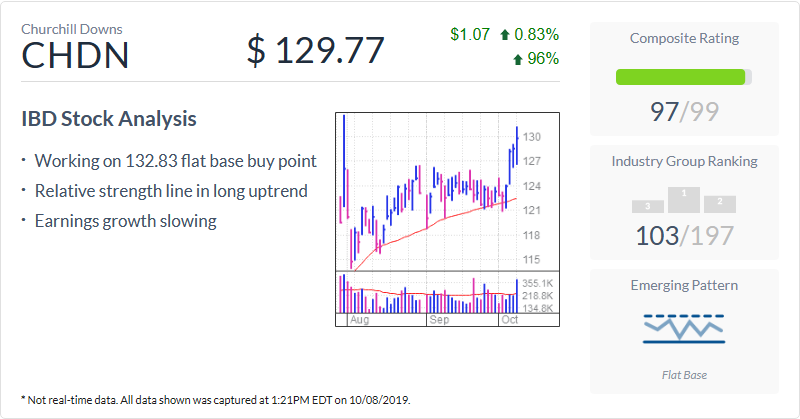 Churchill Downs
CHDN
$ 129.77
$1.07 0.83%
96%
IBD Stock Analysis
• Working on 132.83 flat base buy point
• Relative strength line in long uptrend
• Earnings growth slowing
130
127
124
121
118
115
355.1K
218.8K
134.8K
Aug Sep Oct
Composite Rating
97/99
Industry Group Ranking
3 1 2
103/197
Emerging Pattern
Flat Base
* Not real-time data. All data shown was captured at 1:21PM EDT on 10/08/2019.